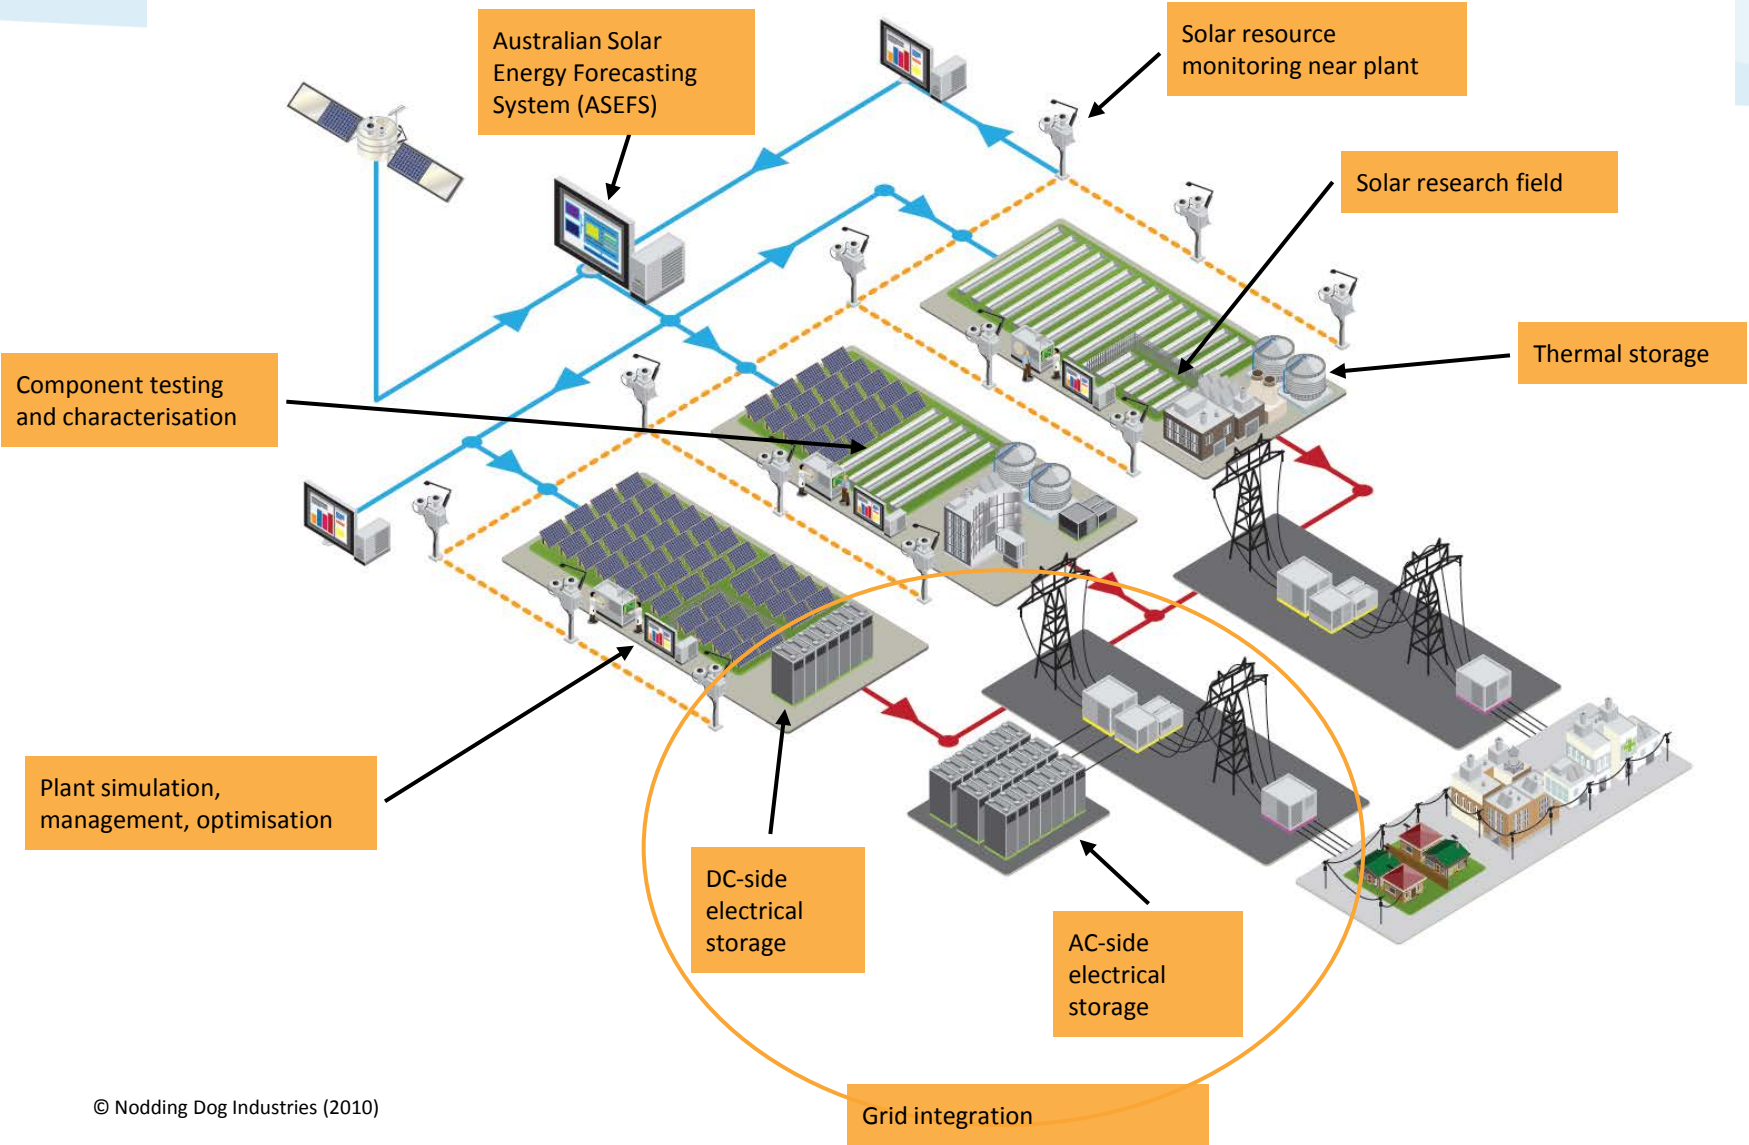 Australian Solar
Energy Forecasting
System (ASEFS)
Solar resource
monitoring near plant
Solar research field
Thermal storage
Component testing
and characterisation
Plant simulation,
management, optimisation
DC-side
electrical
storage
AC-side
electrical
storage
Grid integration
© Nodding Dog Industries (2010)